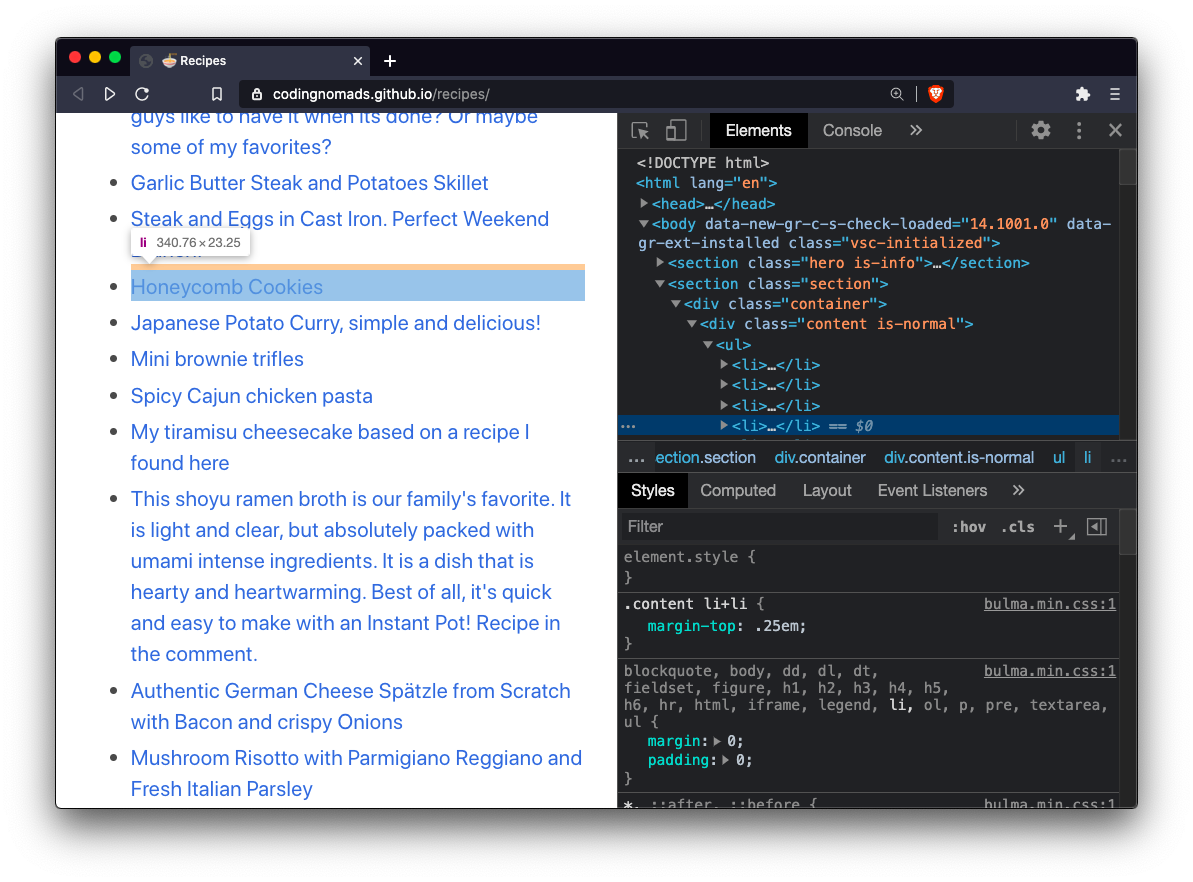 🍜 Recipes
codingnomads.github.io/recipes/
guys like to have it when its done? Or maybe
some of my favorites?
Garlic Butter Steak and Potatoes Skillet
Steak and Eggs in Cast Iron. Perfect Weekend
li 340.76×23.25
Honeycomb Cookies
Japanese Potato Curry, simple and delicious!
Mini brownie trifles
Spicy Cajun chicken pasta
My tiramisu cheesecake based on a recipe I
found here
This shoyu ramen broth is our family's favorite. It
is light and clear, but absolutely packed with
umami intense ingredients. It is a dish that is
hearty and heartwarming. Best of all, it's quick
and easy to make with an Instant Pot! Recipe in
the comment.
Authentic German Cheese Spätzle from Scratch
with Bacon and crispy Onions
Mushroom Risotto with Parmigiano Reggiano and
Fresh Italian Parsley
Elements Console »
<!DOCTYPE html>
<html lang="en">
<head>…</head>
<body data-new-gr-c-s-check-loaded="14.1001.0" data-
gr-ext-installed class="vsc-initialized">
<section class="hero is-info">…</section>
<section class="section">
<div class="container">
<div class="content is-normal">
<ul>
<li>…</li>
<li>…</li>
<li>…</li>
… <li>…</li> == $0
… ection.section div.container div.content.is-normal ul li …
Styles Computed Layout Event Listeners »
Filter :hov .cls +
element.style {
}
.content li+li { bulma.min.css:1
margin-top: .25em;
}
blockquote, body, dd, dl, dt, bulma.min.css:1
fieldset, figure, h1, h2, h3, h4, h5,
h6, hr, html, iframe, legend, li, ol, p, pre, textarea,
ul {
margin: 0;
padding: 0;
}
*, ::after, ::before { bulma.min.css:1